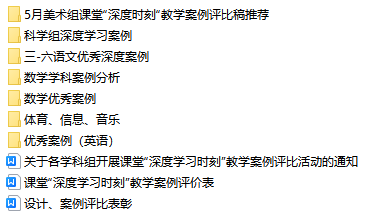 5月美术组课堂“深度时刻“教学案例评比稿推荐
科学组深度学习案例
三-六语文优秀深度案例
数学学科案例分析
数学优秀案例
体育、信息、音乐
优秀案例（英语）
关于各学科组开展课堂“深度学习时刻”教学案例评比活动的通知
课堂“深度学习时刻”教学案例评价表
设计、案例评比表彰